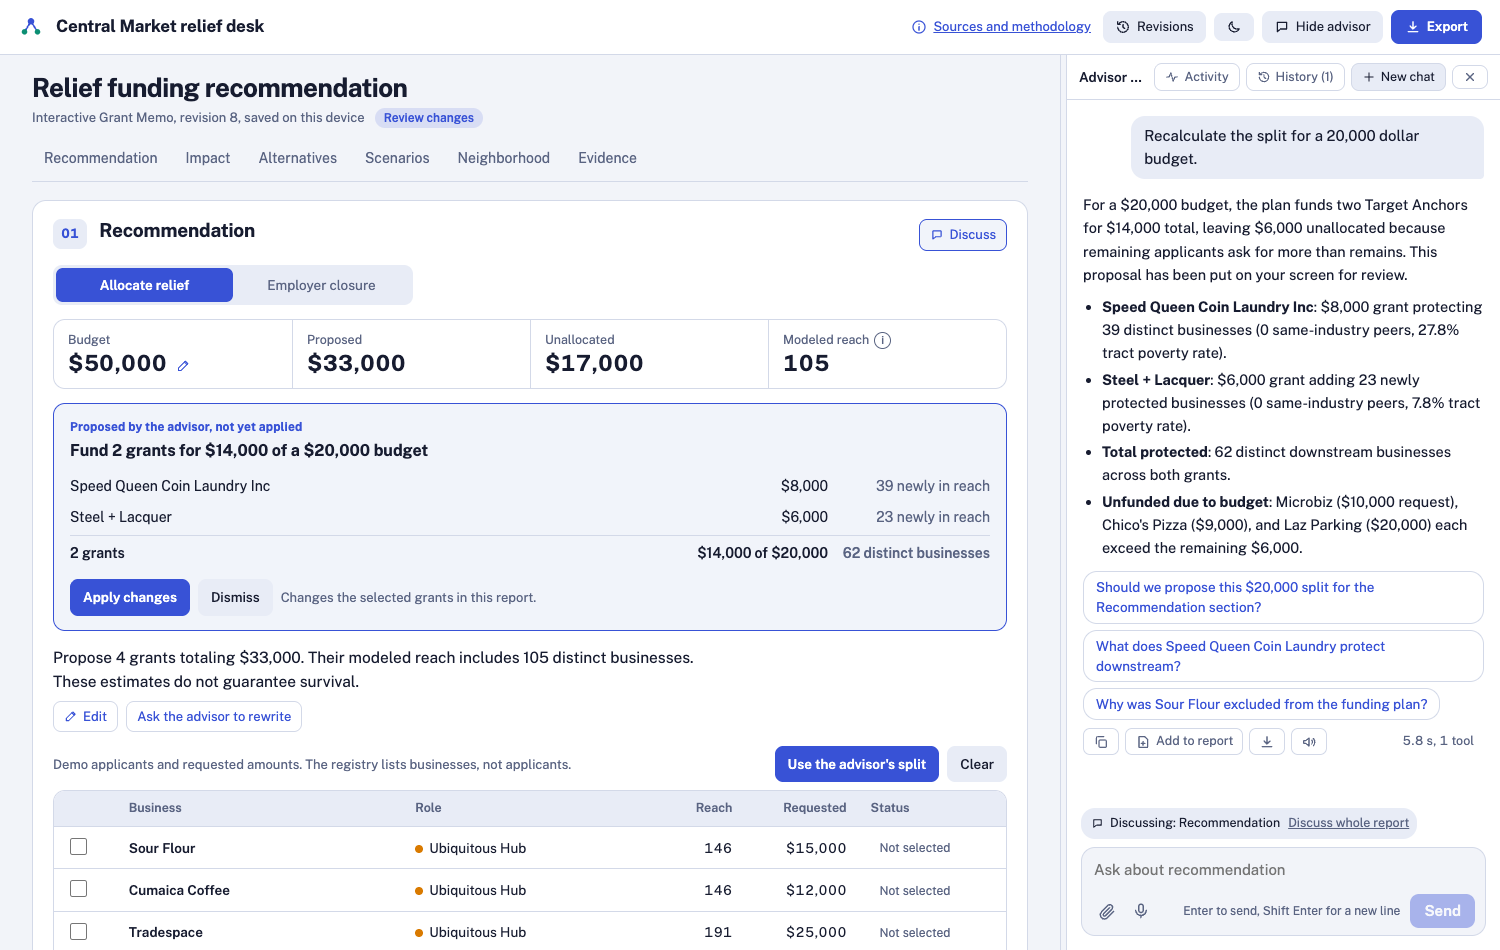 Central Market relief desk
Sources and methodology
Revisions
Hide advisor
Export
Relief funding recommendation
Interactive Grant Memo, revision 8, saved on this device
Review changes
Recommendation
Impact
Alternatives
Scenarios
Neighborhood
Evidence
01
Recommendation
Discuss
Allocate relief
Employer closure
Budget
$50,000
Proposed
$33,000
Unallocated
$17,000
Modeled reach
105
Proposed by the advisor, not yet applied
Fund 2 grants for $14,000 of a $20,000 budget
Speed Queen Coin Laundry Inc $8,000 39 newly in reach
Steel + Lacquer $6,000 23 newly in reach
2 grants $14,000 of $20,000 62 distinct businesses
Apply changes
Dismiss
Changes the selected grants in this report.
Propose 4 grants totaling $33,000. Their modeled reach includes 105 distinct businesses.
These estimates do not guarantee survival.
Edit
Ask the advisor to rewrite
Demo applicants and requested amounts. The registry lists businesses, not applicants.
Use the advisor's split
Clear
Business Role Reach Requested Status
Sour Flour Ubiquitous Hub 146 $15,000 Not selected
Cumaica Coffee Ubiquitous Hub 146 $12,000 Not selected
Tradespace Ubiquitous Hub 191 $25,000 Not selected
Advisor ...
Activity
History (1)
New chat
Recalculate the split for a 20,000 dollar
budget.
For a $20,000 budget, the plan funds two Target Anchors
for $14,000 total, leaving $6,000 unallocated because
remaining applicants ask for more than remains. This
proposal has been put on your screen for review.
• Speed Queen Coin Laundry Inc: $8,000 grant protecting
39 distinct businesses (0 same-industry peers, 27.8%
tract poverty rate).
• Steel + Lacquer: $6,000 grant adding 23 newly
protected businesses (0 same-industry peers, 7.8% tract
poverty rate).
• Total protected: 62 distinct downstream businesses
across both grants.
• Unfunded due to budget: Microbiz ($10,000 request),
Chico's Pizza ($9,000), and Laz Parking ($20,000) each
exceed the remaining $6,000.
Should we propose this $20,000 split for the
Recommendation section?
What does Speed Queen Coin Laundry protect
downstream?
Why was Sour Flour excluded from the funding plan?
Add to report
5.8 s, 1 tool
Discussing: Recommendation
Discuss whole report
Ask about recommendation
Enter to send, Shift Enter for a new line
Send